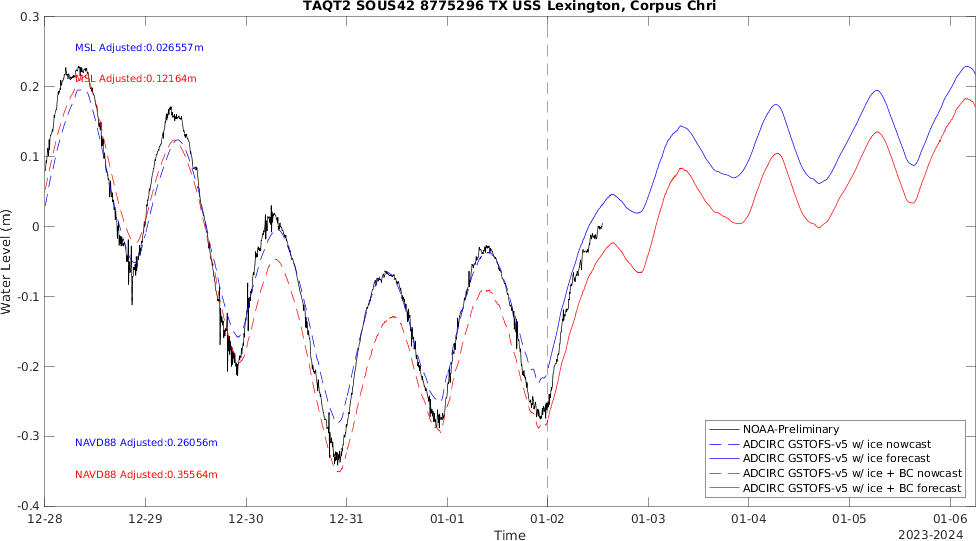 TAQT2 SOUS42 8775296 TX USS Lexington, Corpus Chri
MSL Adjusted:0.026557m
MSL Adjusted:0.12164m
NAVD88 Adjusted:0.26056m
NAVD88 Adjusted:0.35564m
Water Level (m)
0.3
0.2
0.1
0
-0.1
-0.2
-0.3
-0.4
NOAA-Preliminary
ADCIRC GSTOFS-v5 w/ ice nowcast
ADCIRC GSTOFS-v5 w/ ice forecast
ADCIRC GSTOFS-v5 w/ ice + BC nowcast
ADCIRC GSTOFS-v5 w/ ice + BC forecast
12-28 12-29 12-30 12-31 01-01 01-02 01-03 01-04 01-05 01-06
Time
2023-2024